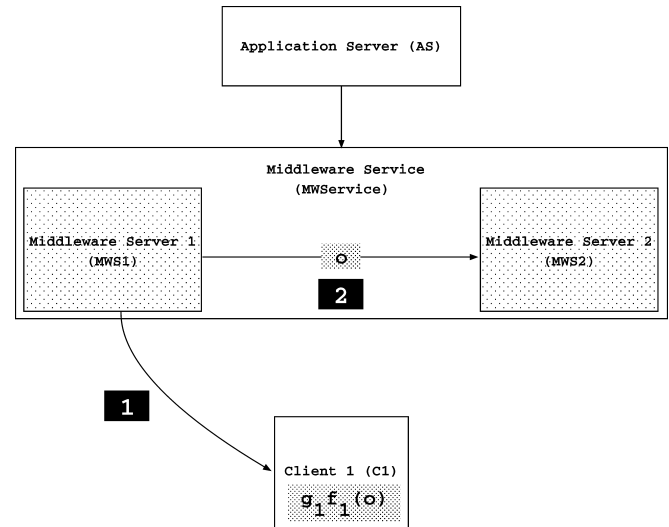 Application Server (AS)
Middleware Service
(MWService)
Middleware Server 1
(MWS1)
o
Middleware Server 2
(MWS2)
2
1
Client 1 (C1)
g1f1(o)